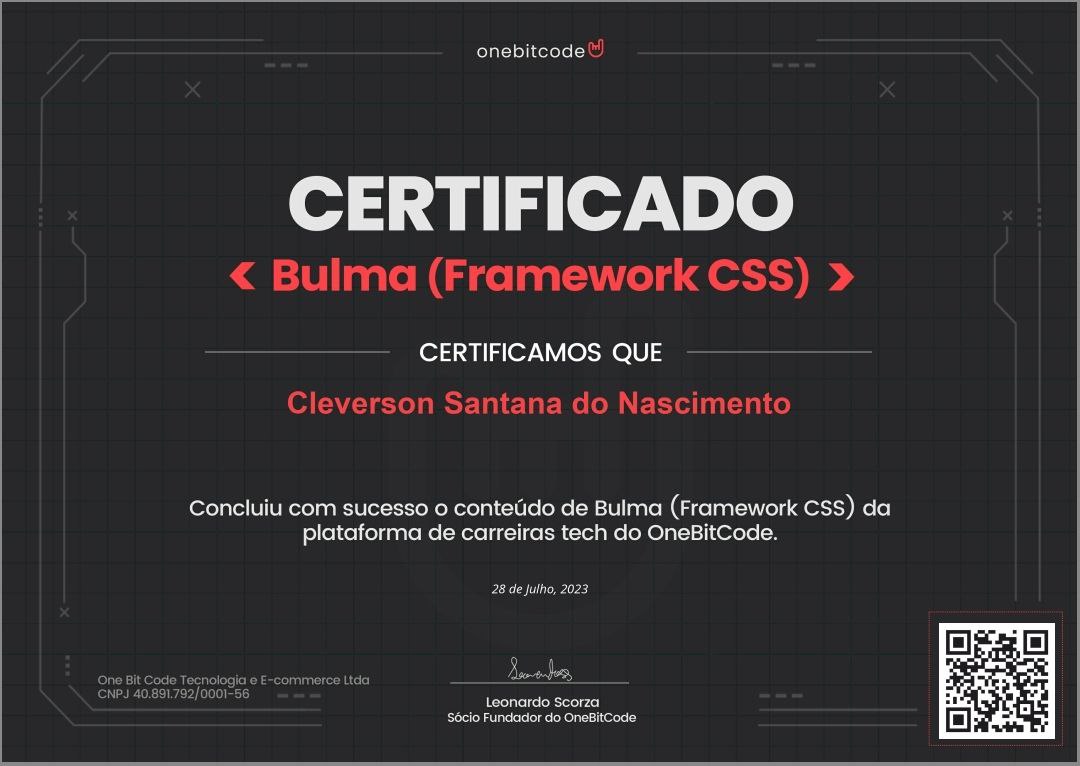 onebitcode
CERTIFICADO
Bulma (Framework CSS)
CERTIFICAMOS QUE
Cleverson Santana do Nascimento
Concluiu com sucesso o conteúdo de Bulma (Framework CSS) da
plataforma de carreiras tech do OneBitCode.
28 de Julho, 2023
One Bit Code Tecnologia e E-commerce Ltda
CNPJ 40.891.792/0001-56
Leonardo Scorza
Sócio Fundador do OneBitCode